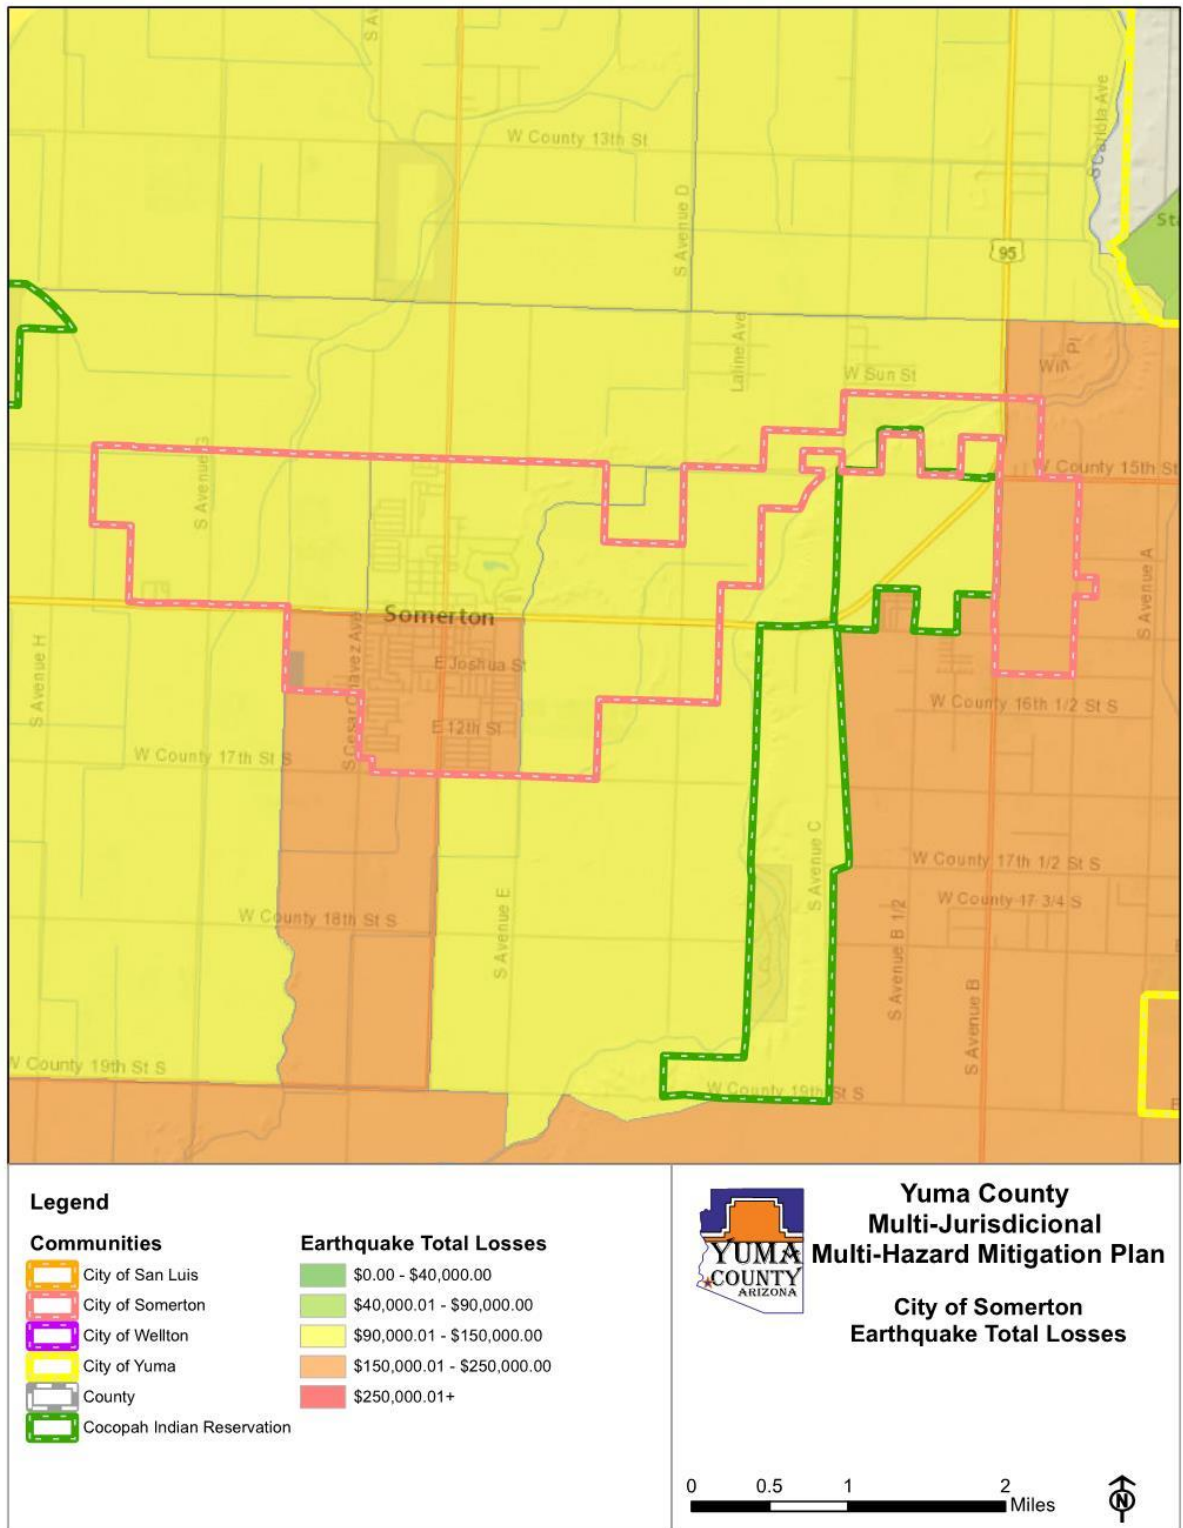 S Av
W County 13th St
S Carlota Ave
S Avenue D
Sta
95
Laline Ave
W Sun St
Pl
W County 15th St
S Avenue G
S Avenue A
Somerton
S Cesar Chavez Ave
E Joshua St
S Avenue H
E 12th St
W County 16th 1/2 St S
W County 17th St S
S Avenue C
W County 17th 1/2 St S
W County 17 3/4 S
W County 18th St S
S Avenue E
S Avenue B 1/2
S Avenue B
W County 19th St S
W County 19th St S
Legend
Communities
City of San Luis
City of Somerton
City of Wellton
City of Yuma
County
Cocopah Indian Reservation
Earthquake Total Losses
$0.00 - $40,000.00
$40,000.01 - $90,000.00
$90,000.01 - $150,000.00
$150,000.01 - $250,000.00
$250,000.01+
YUMA
COUNTY
ARIZONA
Yuma County
Multi-Jurisdicional
Multi-Hazard Mitigation Plan
City of Somerton
Earthquake Total Losses
0 0.5 1 2
Miles
N